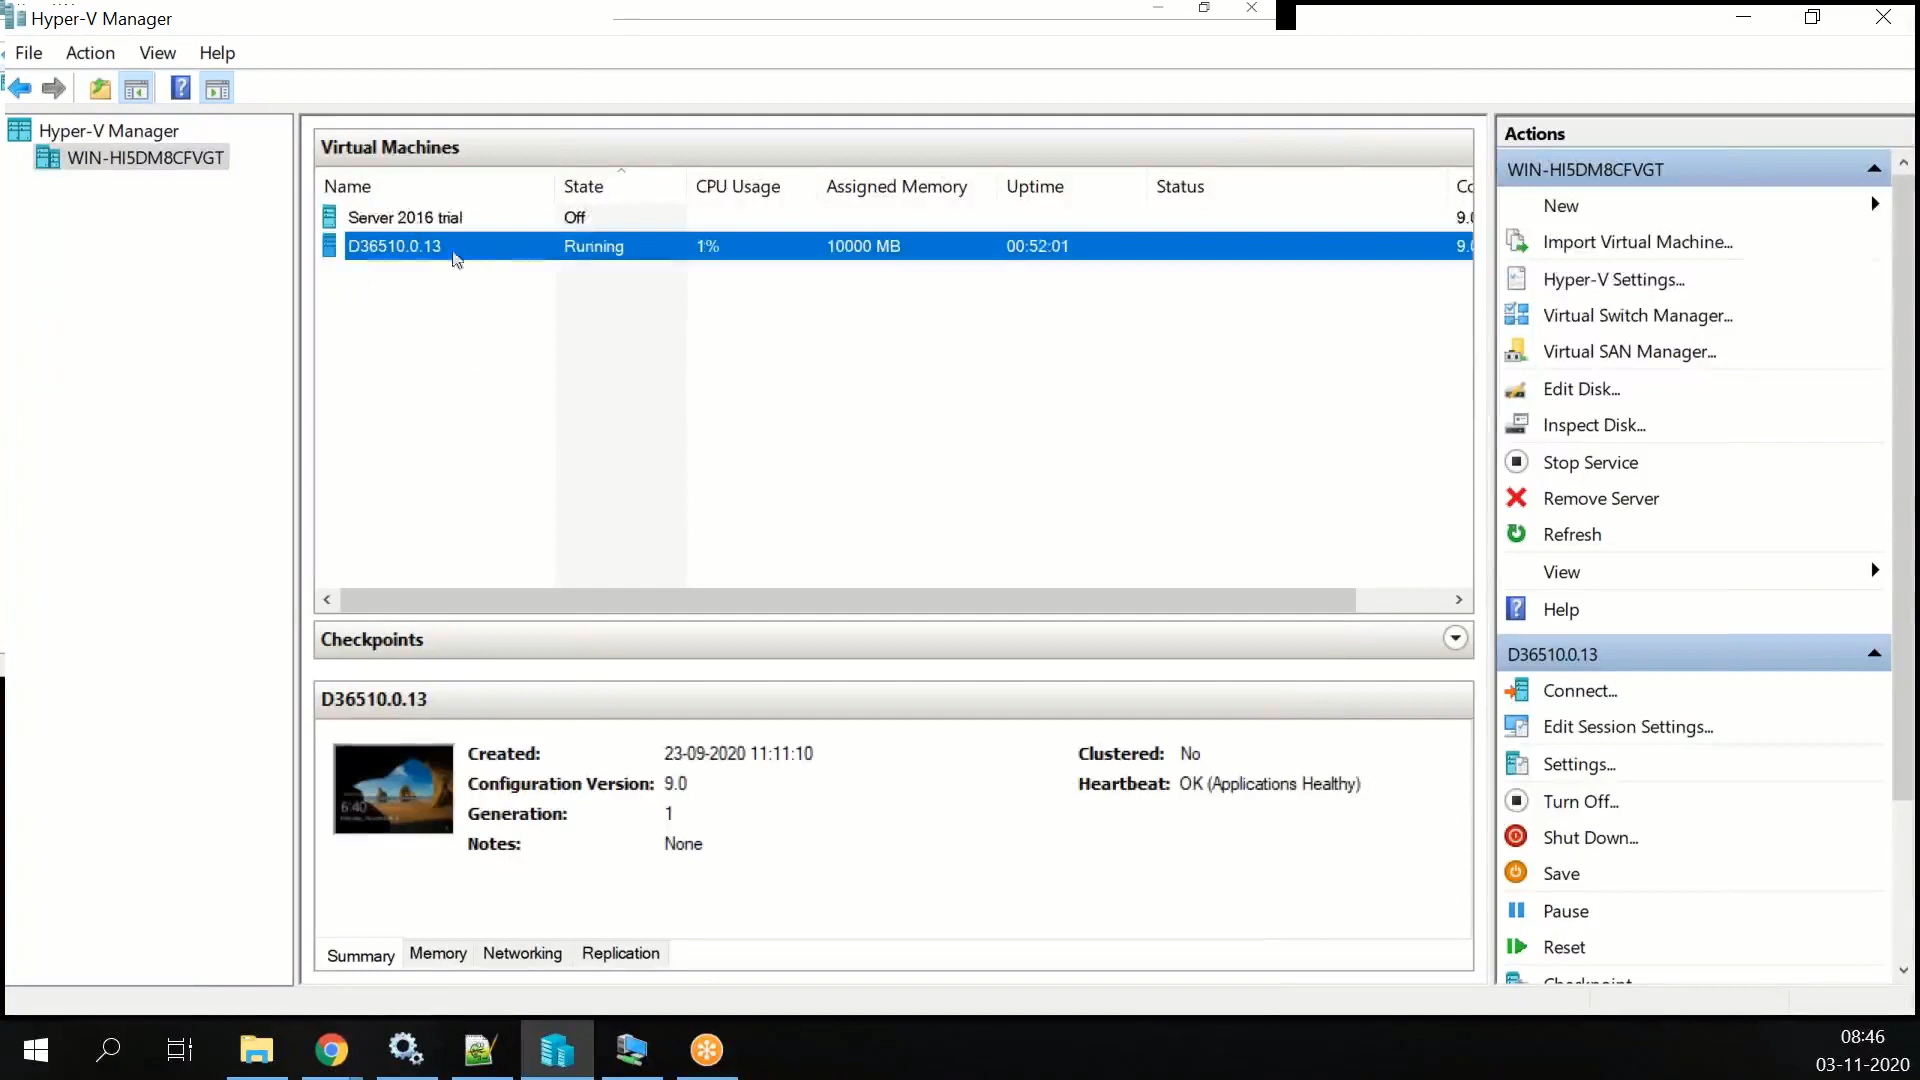 Hyper-V Manager
File Action View Help
Hyper-V Manager
WIN-HI5DM8CFVGT
Virtual Machines
Name State CPU Usage Assigned Memory Uptime Status
Server 2016 trial Off
D36510.0.13 Running 1% 10000 MB 00:52:01
Checkpoints
D36510.0.13
Created: 23-09-2020 11:11:10 Clustered: No
Configuration Version: 9.0 Heartbeat: OK (Applications Healthy)
Generation: 1
Notes: None
6:40
Summary Memory Networking Replication
Actions
WIN-HI5DM8CFVGT
New
Import Virtual Machine...
Hyper-V Settings...
Virtual Switch Manager...
Virtual SAN Manager...
Edit Disk...
Inspect Disk...
Stop Service
Remove Server
Refresh
View
Help
D36510.0.13
Connect...
Edit Session Settings...
Settings...
Turn Off...
Shut Down...
Save
Pause
Reset
Checkpoint
08:46
03-11-2020